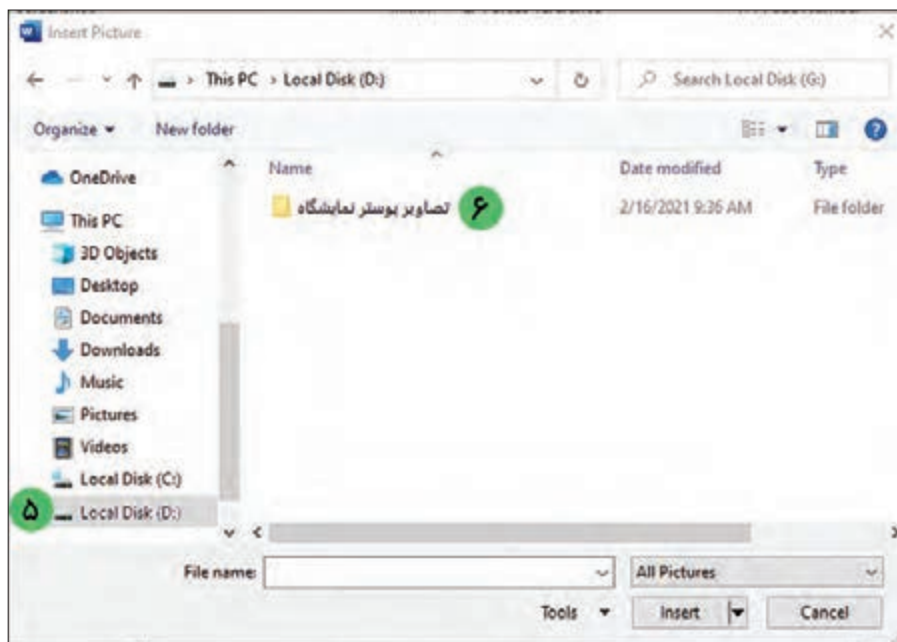 Insert Picture
This PC › Local Disk (D:)
Search Local Disk (G:)
Organize
New folder
Name
Date modified
Type
OneDrive
This PC
3D Objects
Desktop
Documents
Downloads
Music
Pictures
Videos
Local Disk (C:)
۵ Local Disk (D:)
تصاویر پوستر نمایشگاه ۶
2/16/2021 9:36 AM
File folder
File name:
All Pictures
Tools
Insert
Cancel